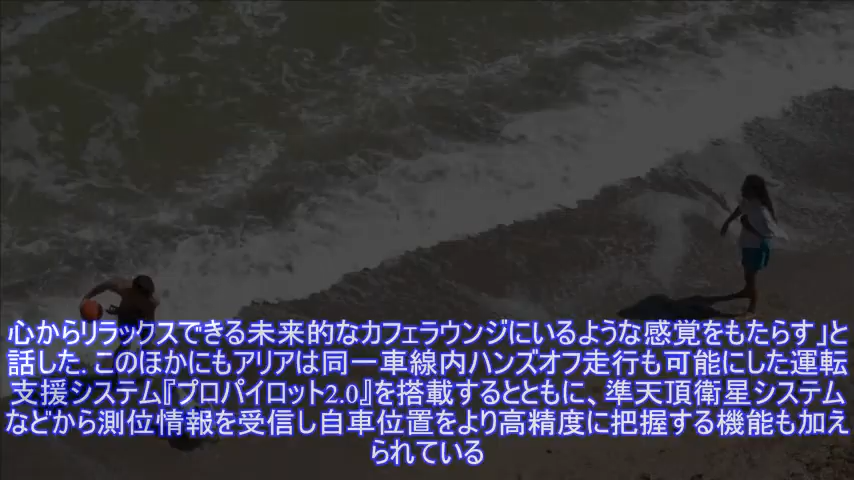 心からリラックスできる未来的なカフェラウンジにいるような感覚をもたらす」と
話した. このほかにもアリアは同一車線内ハンズオフ走行も可能にした運転
支援システム『プロパイロット2.0』を搭載するとともに、準天頂衛星システム
などから測位情報を受信し自車位置をより高精度に把握する機能も加え
られている